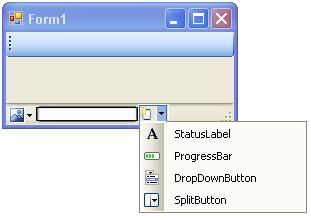 Form1
StatusLabel
ProgressBar
DropDownButton
SplitButton